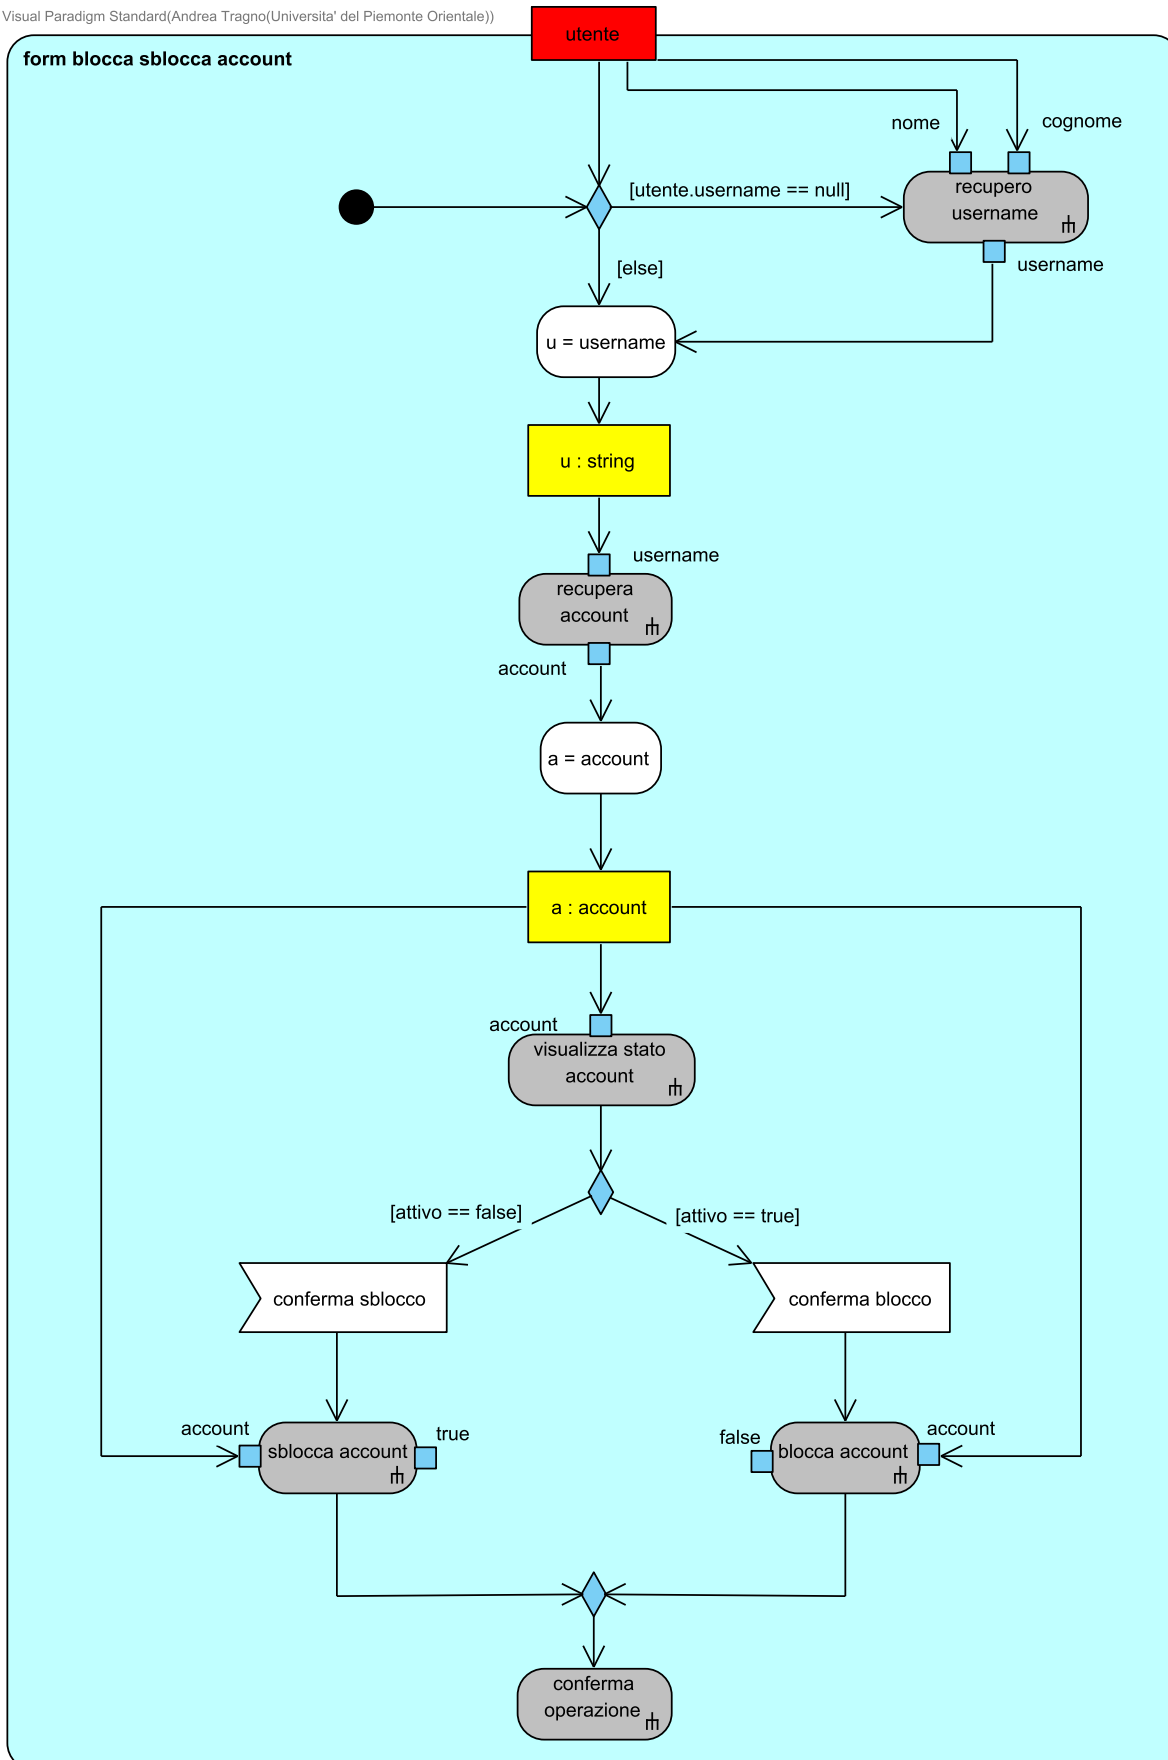 Visual Paradigm Standard(Andrea Tragno(Universita' del Piemonte Orientale))
utente
form blocca sblocca account
nome
cognome
[utente.username == null]
recupero
username
username
[else]
u = username
u : string
username
recupera
account
account
a = account
a : account
account
visualizza stato
account
[attivo == false]
[attivo == true]
conferma sblocco
conferma blocco
account
sblocca account
true
false
blocca account
account
conferma
operazione